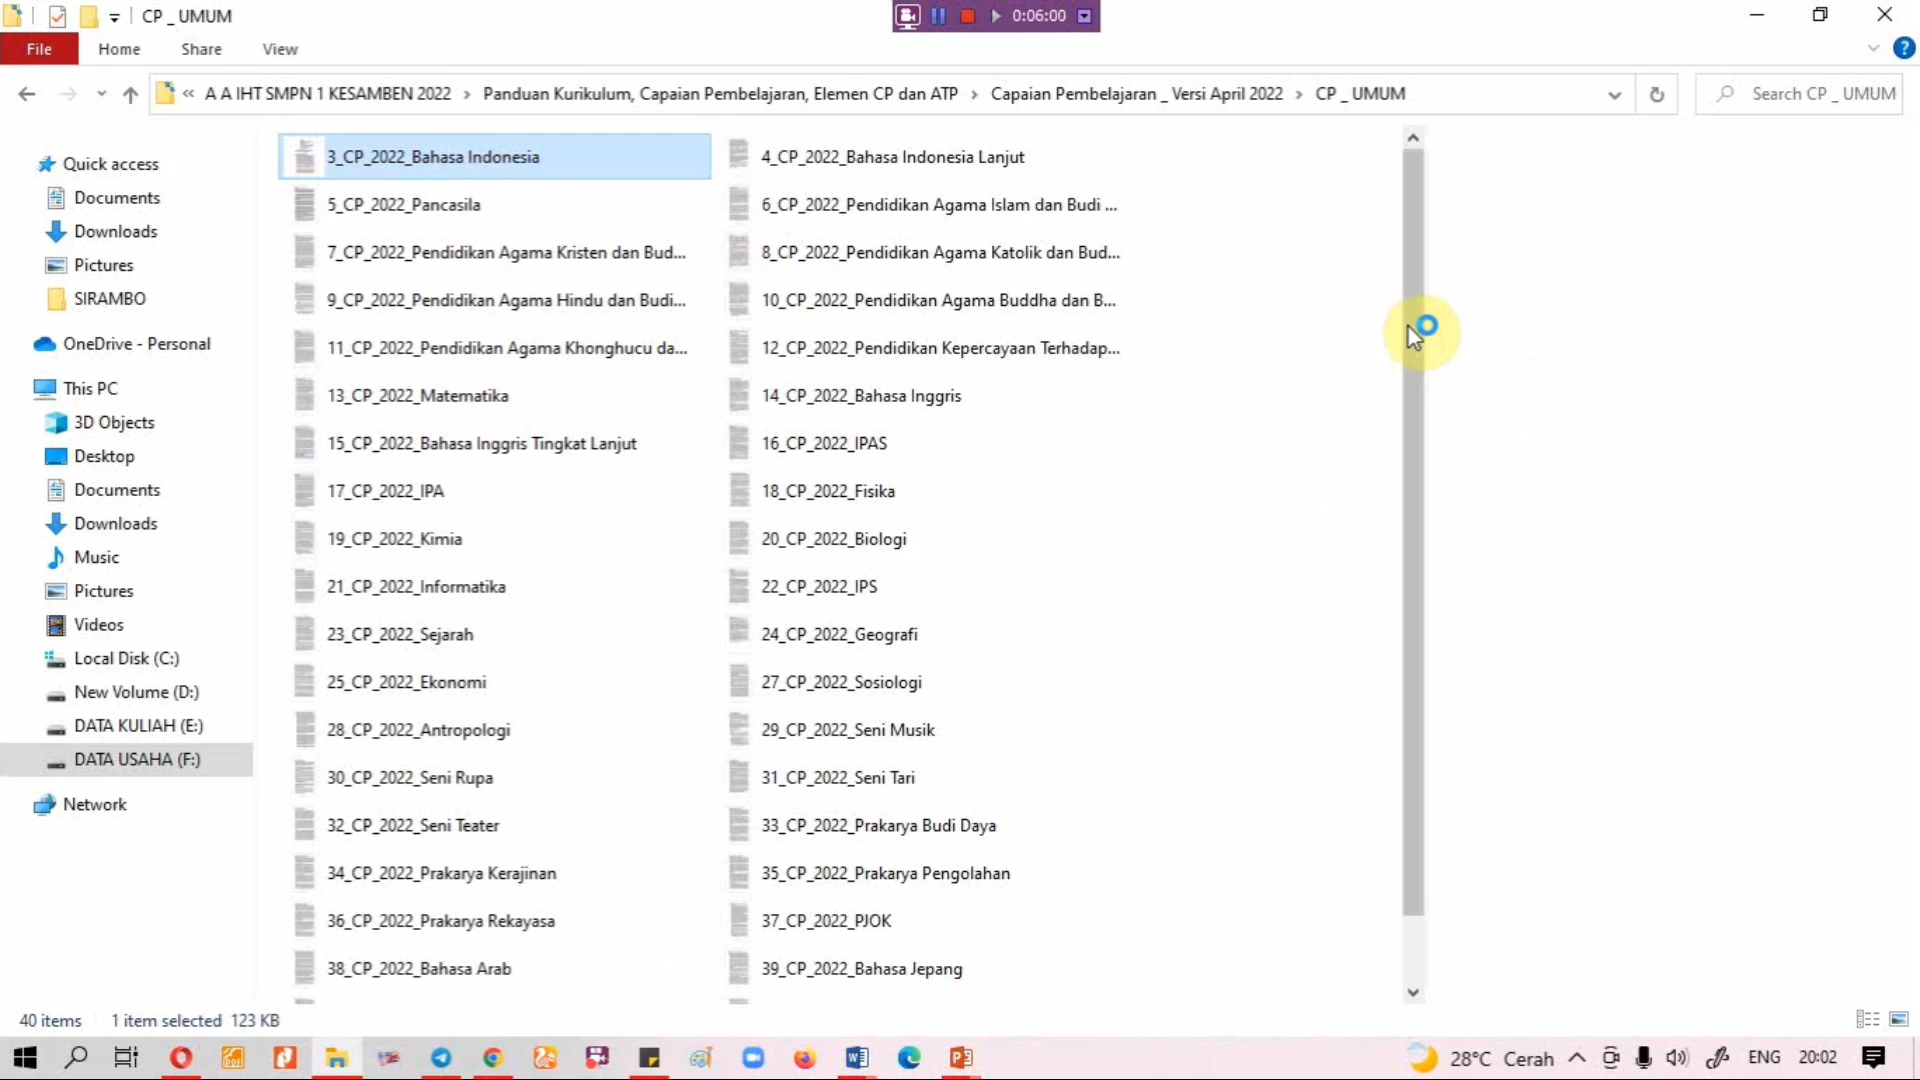 CP _ UMUM
0:06:00
File Home Share View
« A A IHT SMPN 1 KESAMBEN 2022 › Panduan Kurikulum, Capaian Pembelajaran, Elemen CP dan ATP › Capaian Pembelajaran _ Versi April 2022 › CP _ UMUM
Search CP _ UMUM
Quick access
Documents
Downloads
Pictures
SIRAMBO
OneDrive - Personal
This PC
3D Objects
Desktop
Documents
Downloads
Music
Pictures
Videos
Local Disk (C:)
New Volume (D:)
DATA KULIAH (E:)
DATA USAHA (F:)
Network
3_CP_2022_Bahasa Indonesia
4_CP_2022_Bahasa Indonesia Lanjut
5_CP_2022_Pancasila
6_CP_2022_Pendidikan Agama Islam dan Budi ...
7_CP_2022_Pendidikan Agama Kristen dan Bud...
8_CP_2022_Pendidikan Agama Katolik dan Bud...
9_CP_2022_Pendidikan Agama Hindu dan Budi...
10_CP_2022_Pendidikan Agama Buddha dan B...
11_CP_2022_Pendidikan Agama Khonghucu da...
12_CP_2022_Pendidikan Kepercayaan Terhadap...
13_CP_2022_Matematika
14_CP_2022_Bahasa Inggris
15_CP_2022_Bahasa Inggris Tingkat Lanjut
16_CP_2022_IPAS
17_CP_2022_IPA
18_CP_2022_Fisika
19_CP_2022_Kimia
20_CP_2022_Biologi
21_CP_2022_Informatika
22_CP_2022_IPS
23_CP_2022_Sejarah
24_CP_2022_Geografi
25_CP_2022_Ekonomi
27_CP_2022_Sosiologi
28_CP_2022_Antropologi
29_CP_2022_Seni Musik
30_CP_2022_Seni Rupa
31_CP_2022_Seni Tari
32_CP_2022_Seni Teater
33_CP_2022_Prakarya Budi Daya
34_CP_2022_Prakarya Kerajinan
35_CP_2022_Prakarya Pengolahan
36_CP_2022_Prakarya Rekayasa
37_CP_2022_PJOK
38_CP_2022_Bahasa Arab
39_CP_2022_Bahasa Jepang
40 items 1 item selected 123 KB
28°C Cerah ENG 20:02